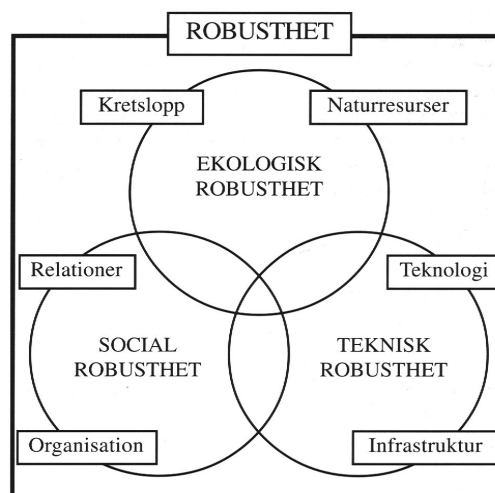 ROBUSTHET
Kretslopp
Naturresurser
EKOLOGISK
ROBUSTHET
Relationer
Teknologi
SOCIAL
ROBUSTHET
TEKNISK
ROBUSTHET
Organisation
Infrastruktur